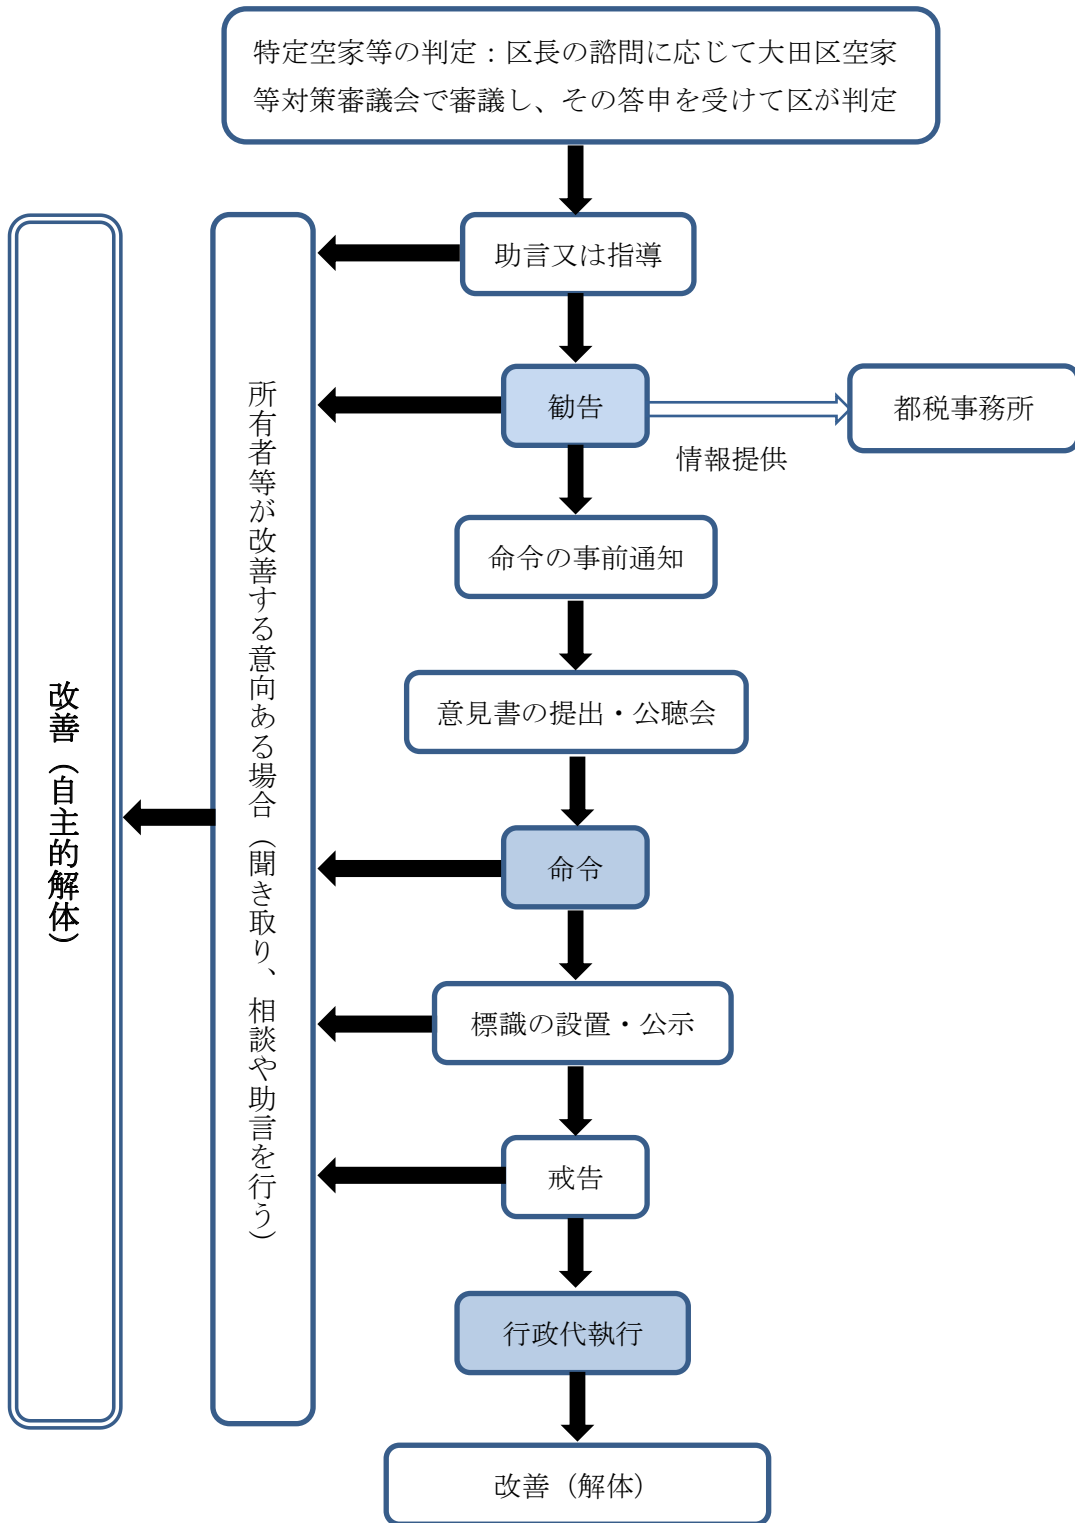 特定空家等の判定：区長の諮問に応じて大田区空家
等対策審議会で審議し、その答申を受けて区が判定
助言又は指導
勧告
都税事務所
情報提供
命令の事前通知
意見書の提出・公聴会
命令
標識の設置・公示
戒告
行政代執行
改善（解体）
所有者等が改善する意向ある場合（聞き取り、相談や助言を行う）
改善（自主的解体）